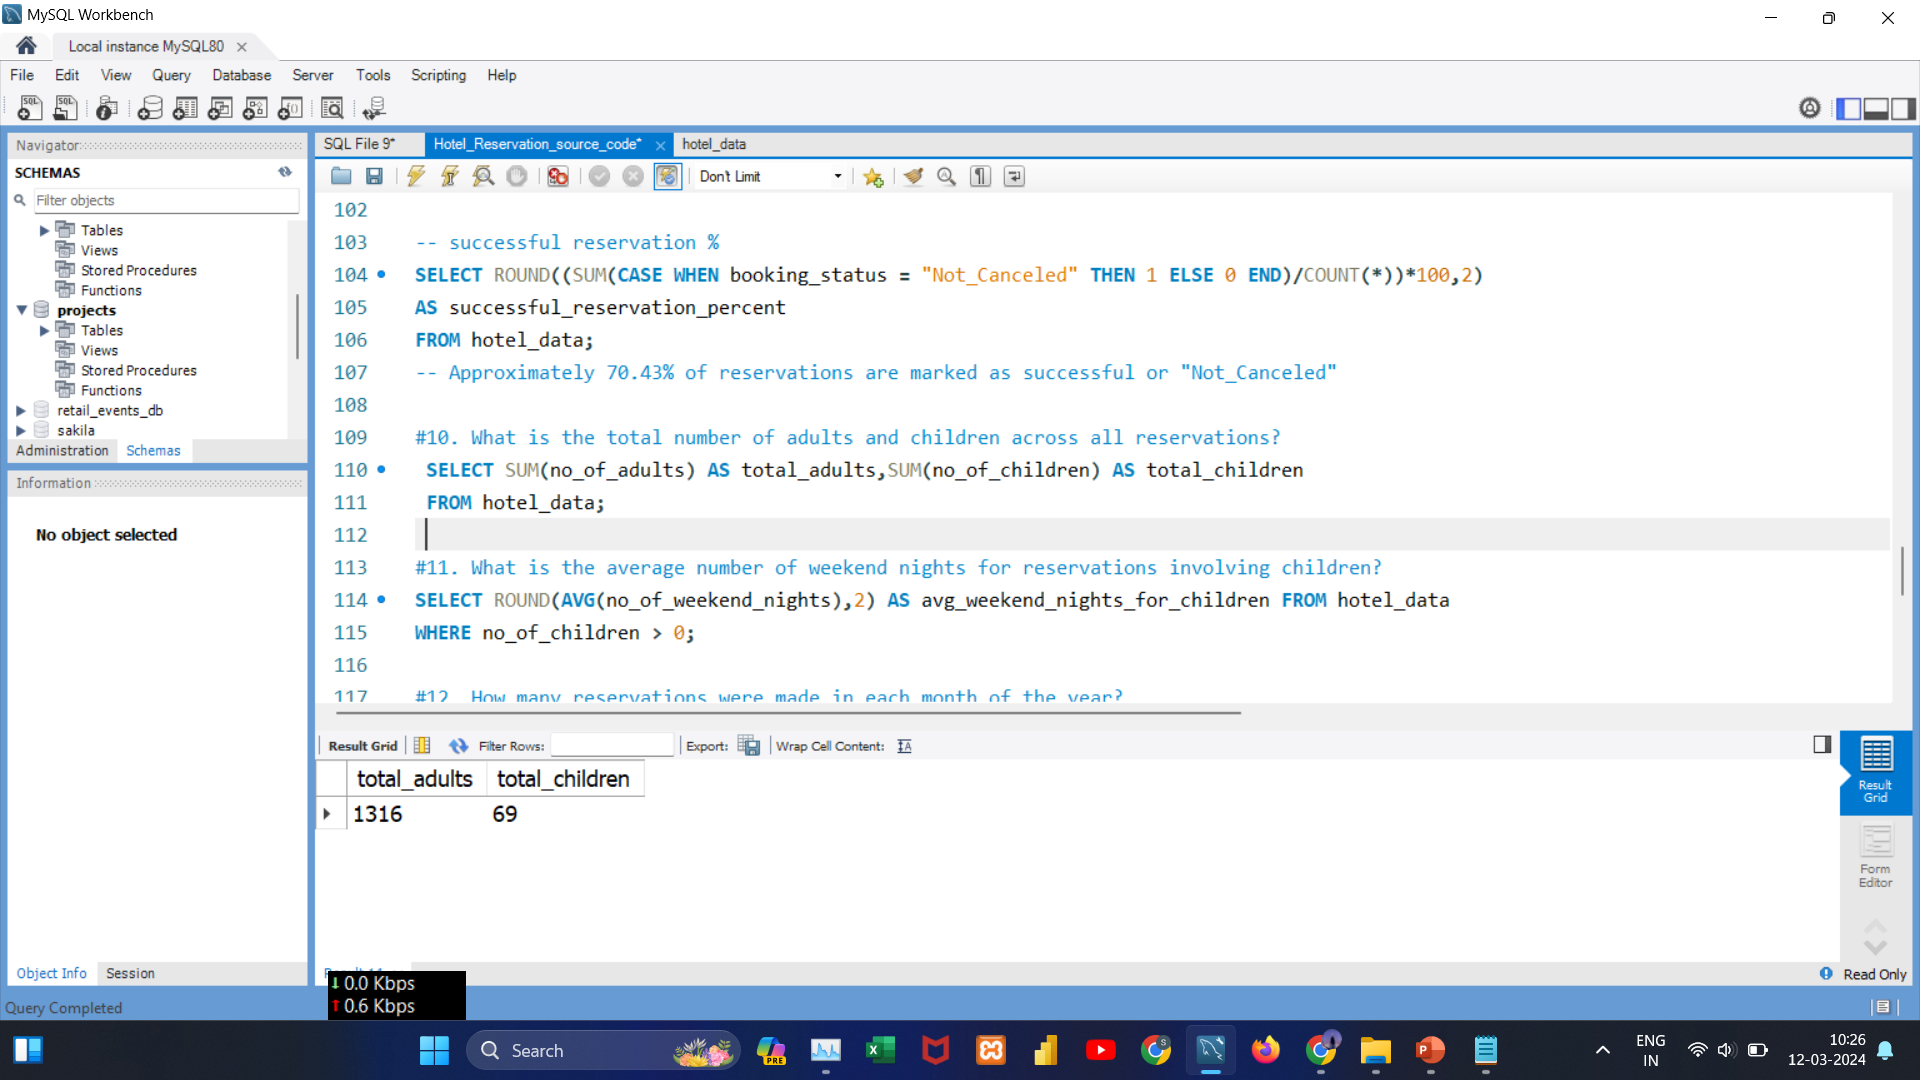 MySQL Workbench
Local instance MySQL80
File Edit View Query Database Server Tools Scripting Help
Navigator
SCHEMAS
Filter objects
Tables
Views
Stored Procedures
Functions
projects
Tables
Views
Stored Procedures
Functions
retail_events_db
sakila
Administration Schemas
Information
No object selected
Object Info Session
SQL File 9* Hotel_Reservation_source_code* hotel_data
Don't Limit
102
103 -- successful reservation %
104 SELECT ROUND((SUM(CASE WHEN booking_status = "Not_Canceled" THEN 1 ELSE 0 END)/COUNT(*))*100,2)
105 AS successful_reservation_percent
106 FROM hotel_data;
107 -- Approximately 70.43% of reservations are marked as successful or "Not_Canceled"
108
109 #10. What is the total number of adults and children across all reservations?
110 SELECT SUM(no_of_adults) AS total_adults,SUM(no_of_children) AS total_children
111 FROM hotel_data;
112
113 #11. What is the average number of weekend nights for reservations involving children?
114 SELECT ROUND(AVG(no_of_weekend_nights),2) AS avg_weekend_nights_for_children FROM hotel_data
115 WHERE no_of_children > 0;
116
117 #12. How many reservations were made in each month of the year?
Result Grid Filter Rows: Export: Wrap Cell Content:
total_adults total_children
1316 69
Result
Grid
Form
Editor
Read Only
0.0 Kbps
0.6 Kbps
Query Completed
Search
PRE
ENG
IN
10:26
12-03-2024